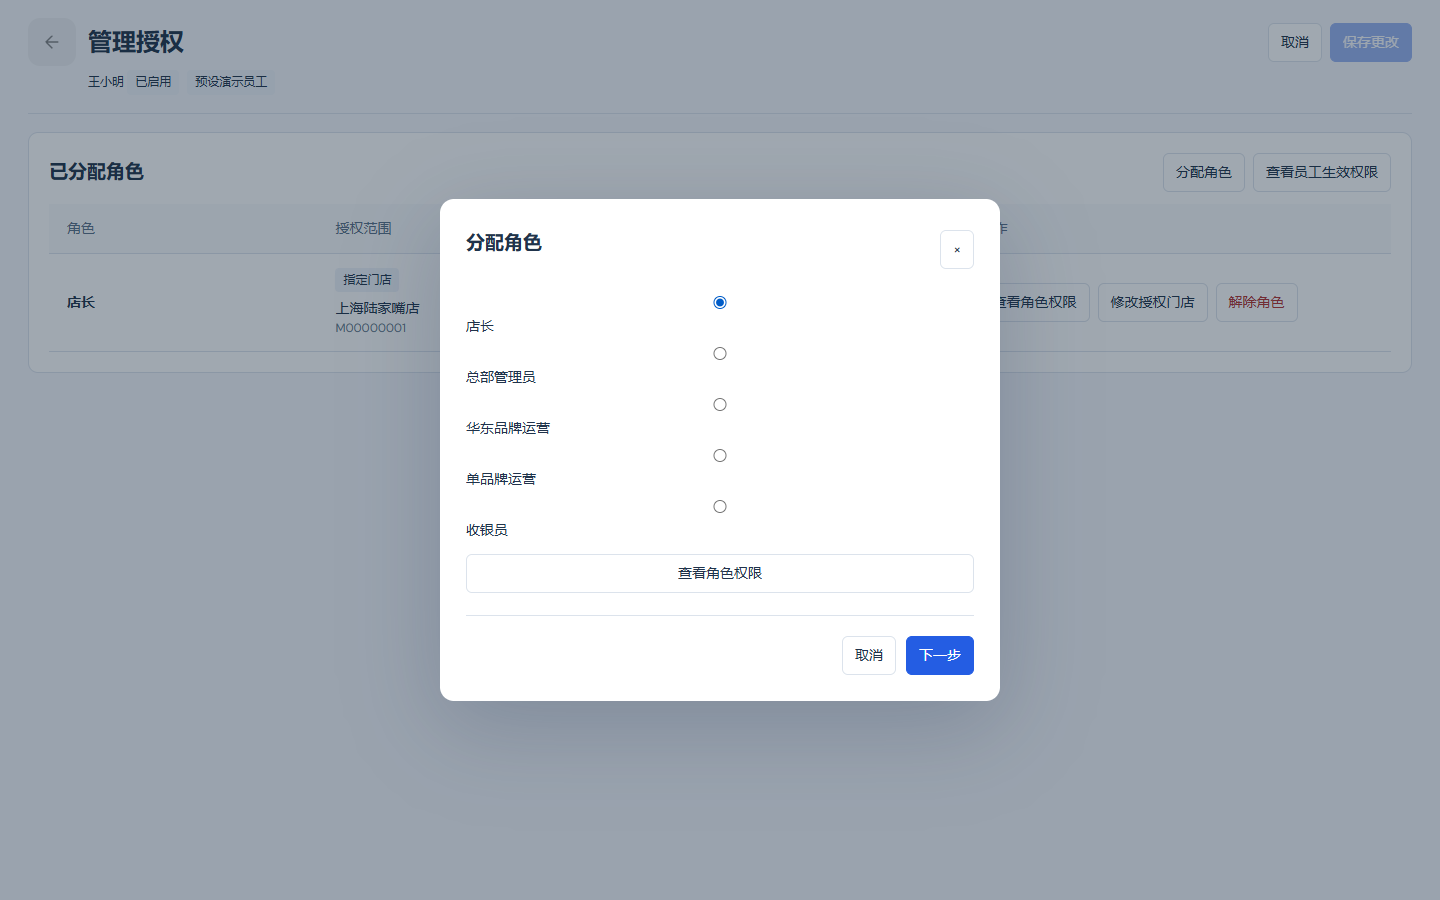 管理授权
取消
保存更改
王小明 已启用 预设演示员工
已分配角色
分配角色
查看员工生效权限
角色
授权范围
店长
指定门店
上海陆家嘴店
M00000001
查看角色权限
修改授权门店
解除角色
分配角色
×
店长
总部管理员
华东品牌运营
单品牌运营
收银员
查看角色权限
取消
下一步